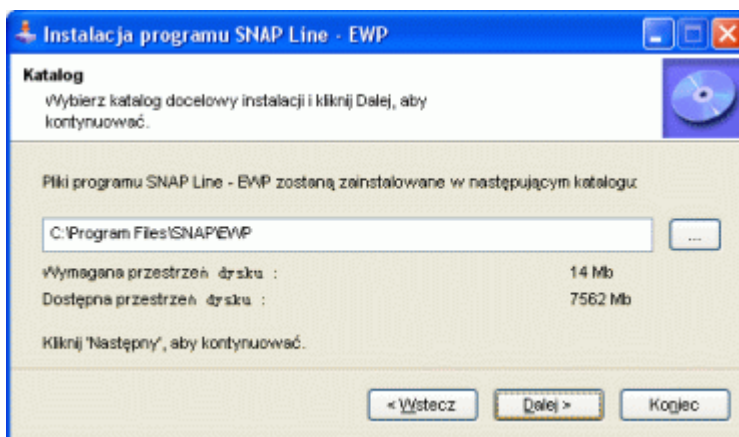 Instalacja programu SNAP Line - EWP
Katalog
Wybierz katalog docelowy instalacji i kliknij Dalej, aby
kontynuować.
Pliki programu SNAP Line - EWP zostaną zainstalowane w następującym katalogu:
C:\Program Files\SNAP\EWP
...
Wymagana przestrzeń dysku : 14 Mb
Dostępna przestrzeń dysku : 7562 Mb
Kliknij 'Następny', aby kontynuować.
< Wstecz Dalej > Koniec